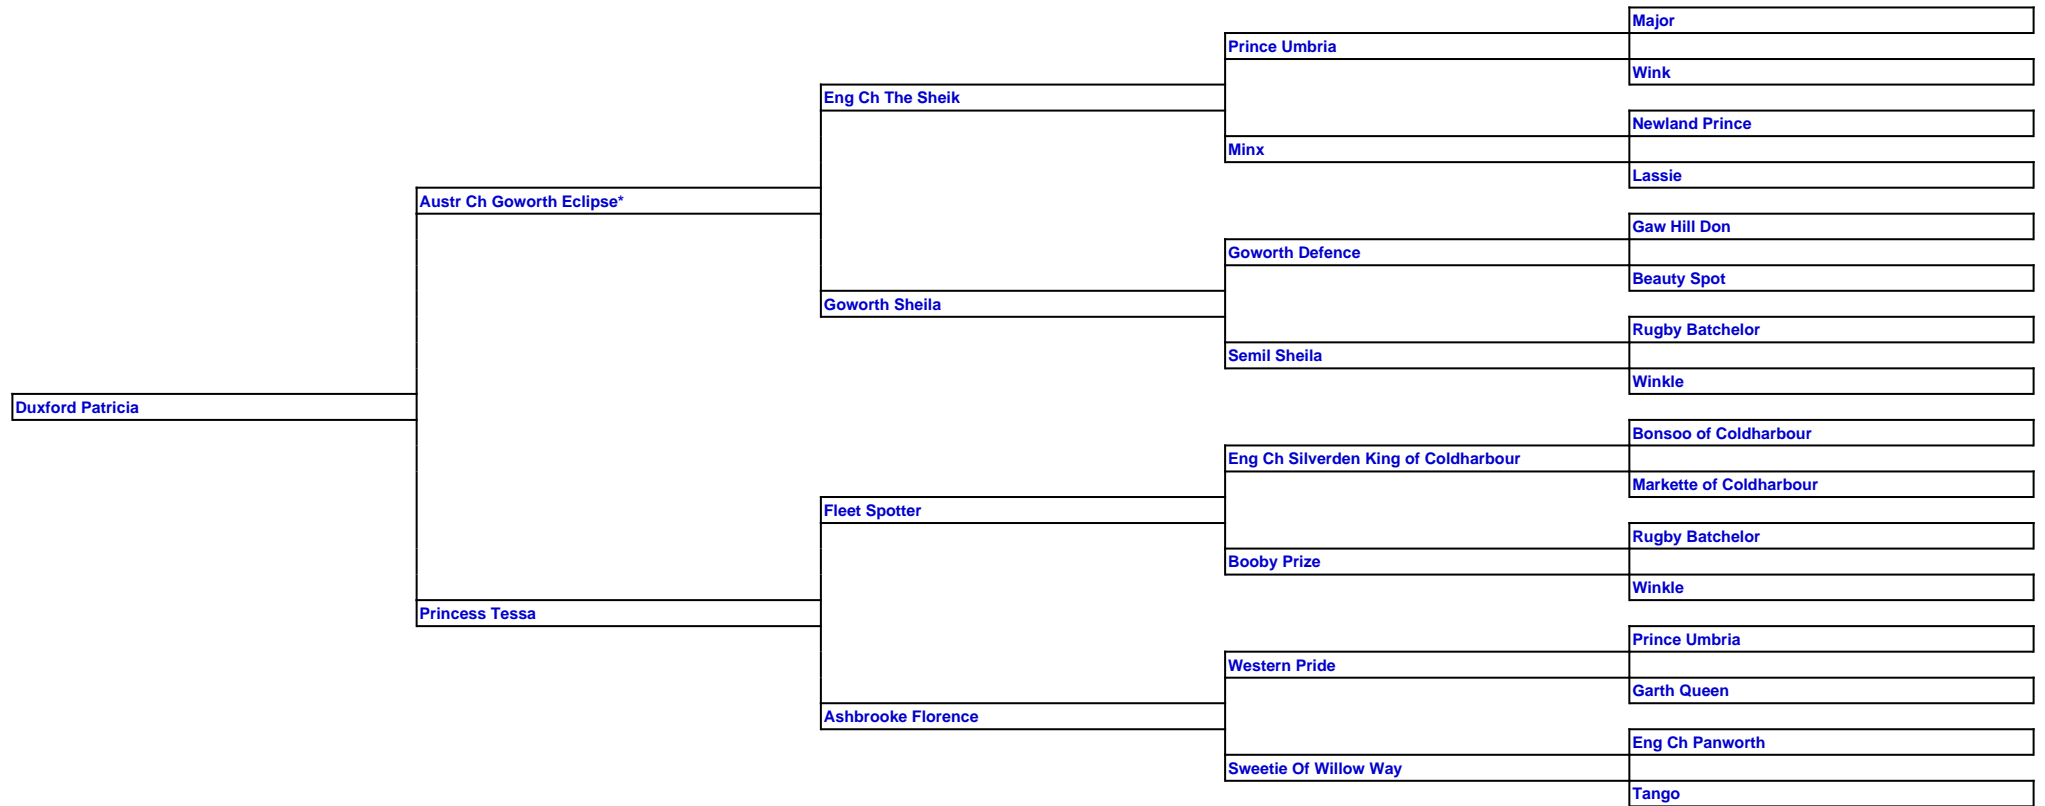 Major
Prince Umbria
Wink
Eng Ch The Sheik
Newland Prince
Minx
Lassie
Austr Ch Goworth Eclipse*
Gaw Hill Don
Goworth Defence
Beauty Spot
Goworth Sheila
Rugby Batchelor
Semil Sheila
Winkle
Duxford Patricia
Bonsoo of Coldharbour
Eng Ch Silverden King of Coldharbour
Markette of Coldharbour
Fleet Spotter
Rugby Batchelor
Booby Prize
Winkle
Princess Tessa
Prince Umbria
Western Pride
Garth Queen
Ashbrooke Florence
Eng Ch Panworth
Sweetie Of Willow Way
Tango